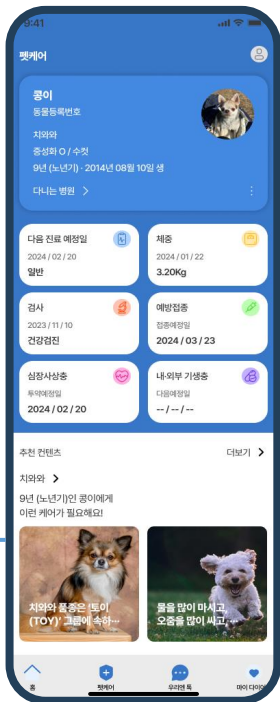 9:41
펫케어
콩이
동물등록번호
치와와
중성화 O / 수컷
9년 (노년기) · 2014년 08월 10일 생
다니는 병원 >
다음 진료 예정일
2024 / 02 / 20
일반
체중
2024 / 01 / 22
3.20Kg
검사
2023 / 11 / 10
건강검진
예방접종
접종예정일
2024 / 03 / 23
심장사상충
투약예정일
2024 / 02 / 20
내·외부 기생충
다음예정일
-- / -- / --
추천 컨텐츠
더보기 >
치와와 >
9년 (노년기)인 콩이에게
이런 케어가 필요해요!
치와와 품종은 '토이
(TOY)' 그룹에 속하…
물을 많이 마시고,
오줌을 많이 싸고,…
홈
펫케어
우리엔 톡
마이 다이어